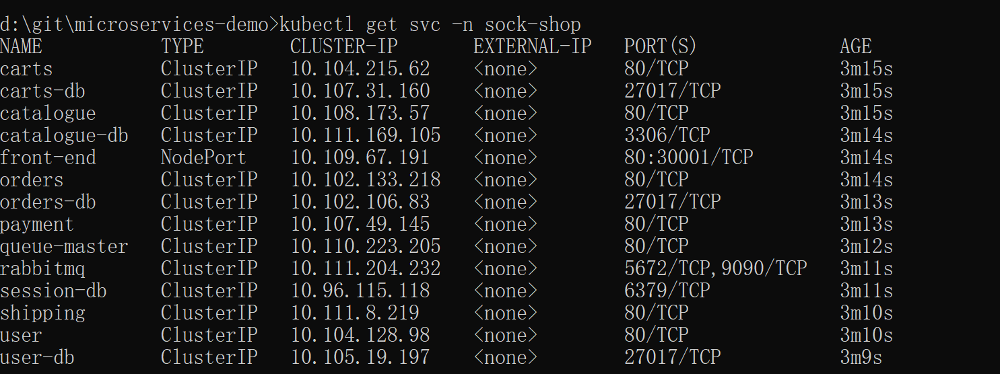 d:\git\microservices-demo>kubectl get svc -n sock-shop
NAME TYPE CLUSTER-IP EXTERNAL-IP PORT(S) AGE
carts ClusterIP 10.104.215.62 <none> 80/TCP 3m15s
carts-db ClusterIP 10.107.31.160 <none> 27017/TCP 3m15s
catalogue ClusterIP 10.108.173.57 <none> 80/TCP 3m15s
catalogue-db ClusterIP 10.111.169.105 <none> 3306/TCP 3m14s
front-end NodePort 10.109.67.191 <none> 80:30001/TCP 3m14s
orders ClusterIP 10.102.133.218 <none> 80/TCP 3m14s
orders-db ClusterIP 10.102.106.83 <none> 27017/TCP 3m13s
payment ClusterIP 10.107.49.145 <none> 80/TCP 3m13s
queue-master ClusterIP 10.110.223.205 <none> 80/TCP 3m12s
rabbitmq ClusterIP 10.111.204.232 <none> 5672/TCP,9090/TCP 3m11s
session-db ClusterIP 10.96.115.118 <none> 6379/TCP 3m11s
shipping ClusterIP 10.111.8.219 <none> 80/TCP 3m10s
user ClusterIP 10.104.128.98 <none> 80/TCP 3m10s
user-db ClusterIP 10.105.19.197 <none> 27017/TCP 3m9s